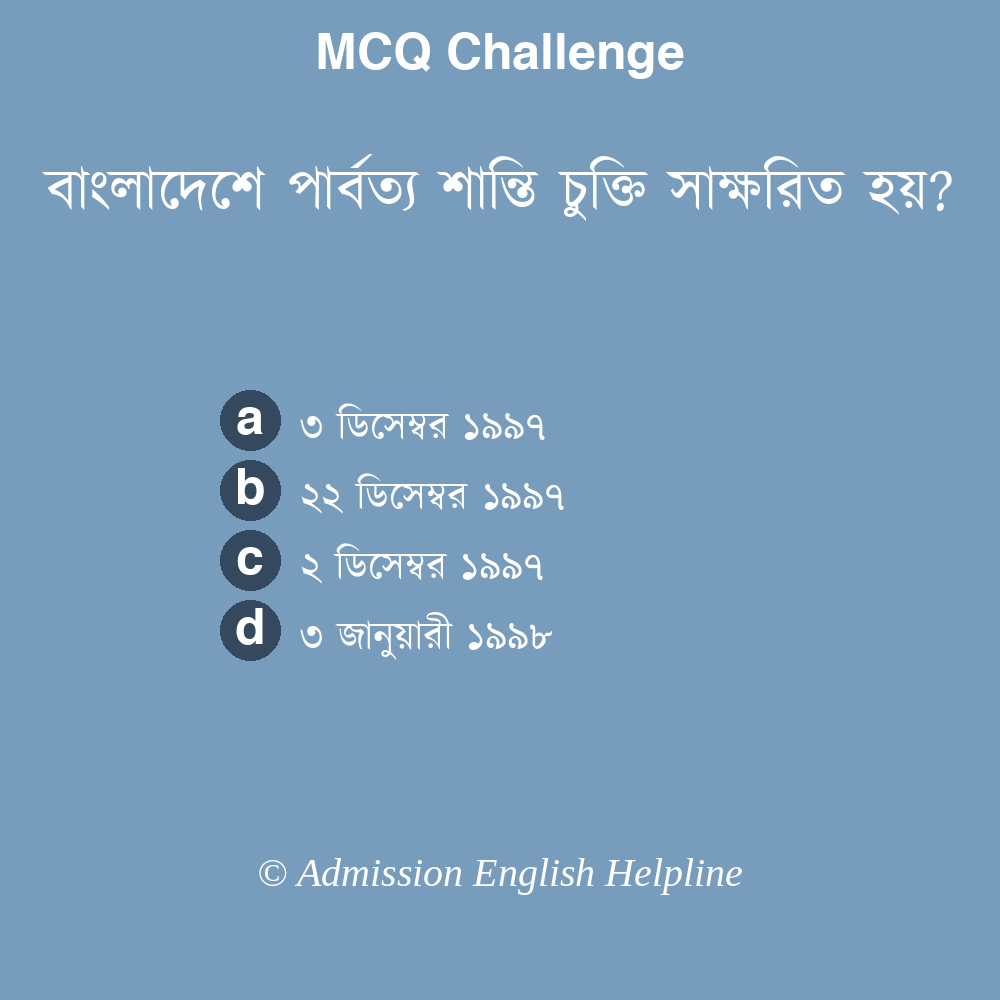 MCQ Challenge
বাংলাদেশে পার্বত্য শান্তি চুক্তি সাক্ষরিত হয়?
a ৩ ডিসেম্বর ১৯৯৭
b ২২ ডিসেম্বর ১৯৯৭
c ২ ডিসেম্বর ১৯৯৭
d ৩ জানুয়ারী ১৯৯৮
© Admission English Helpline